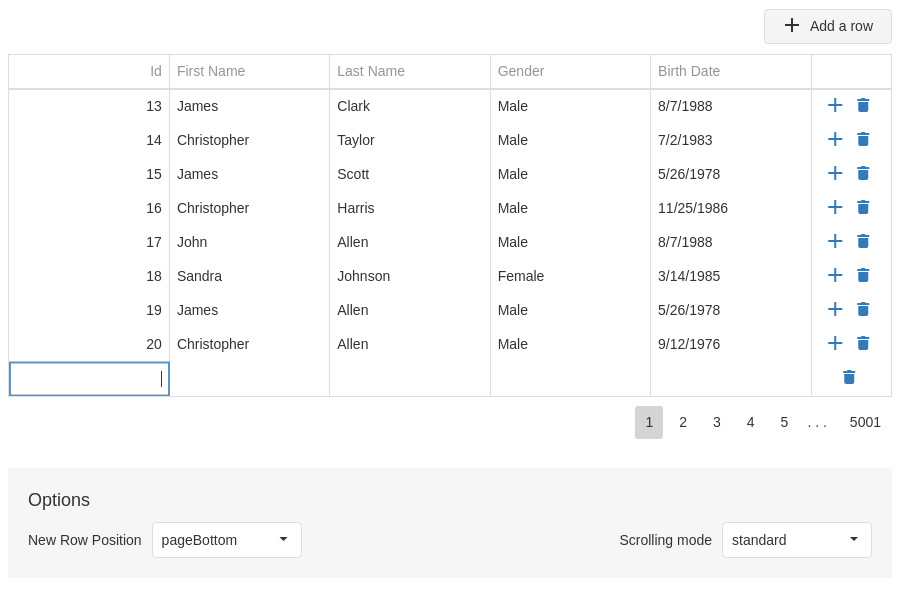 Add a row
Id First Name Last Name Gender Birth Date
13 James Clark Male 8/7/1988
14 Christopher Taylor Male 7/2/1983
15 James Scott Male 5/26/1978
16 Christopher Harris Male 11/25/1986
17 John Allen Male 8/7/1988
18 Sandra Johnson Female 3/14/1985
19 James Allen Male 5/26/1978
20 Christopher Allen Male 9/12/1976
1 2 3 4 5 . . . 5001
Options
New Row Position pageBottom Scrolling mode standard